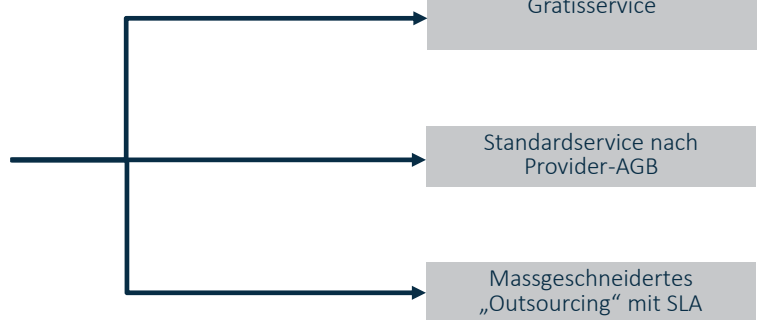 Gratisservice
Standardservice nach
Provider-AGB
Massgeschneidertes
„Outsourcing“ mit SLA